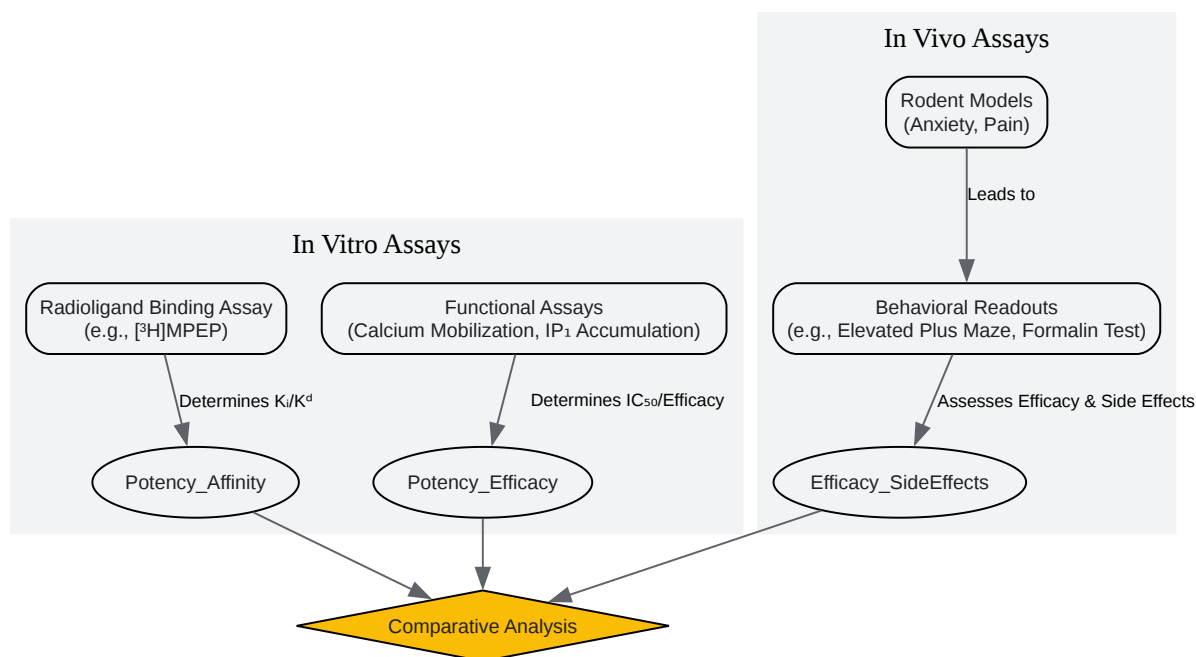 In Vivo Assays
Rodent Models
(Anxiety, Pain)
Leads to
In Vitro Assays
Radioligand Binding Assay
(e.g., [³H]MPEP)
Functional Assays
(Calcium Mobilization, IP₁ Accumulation)
Behavioral Readouts
(e.g., Elevated Plus Maze, Formalin Test)
Determines Kᵢ/Kᵈ
Determines IC₅₀/Efficacy
Assesses Efficacy & Side Effects
Potency_Affinity
Potency_Efficacy
Efficacy_SideEffects
Comparative Analysis